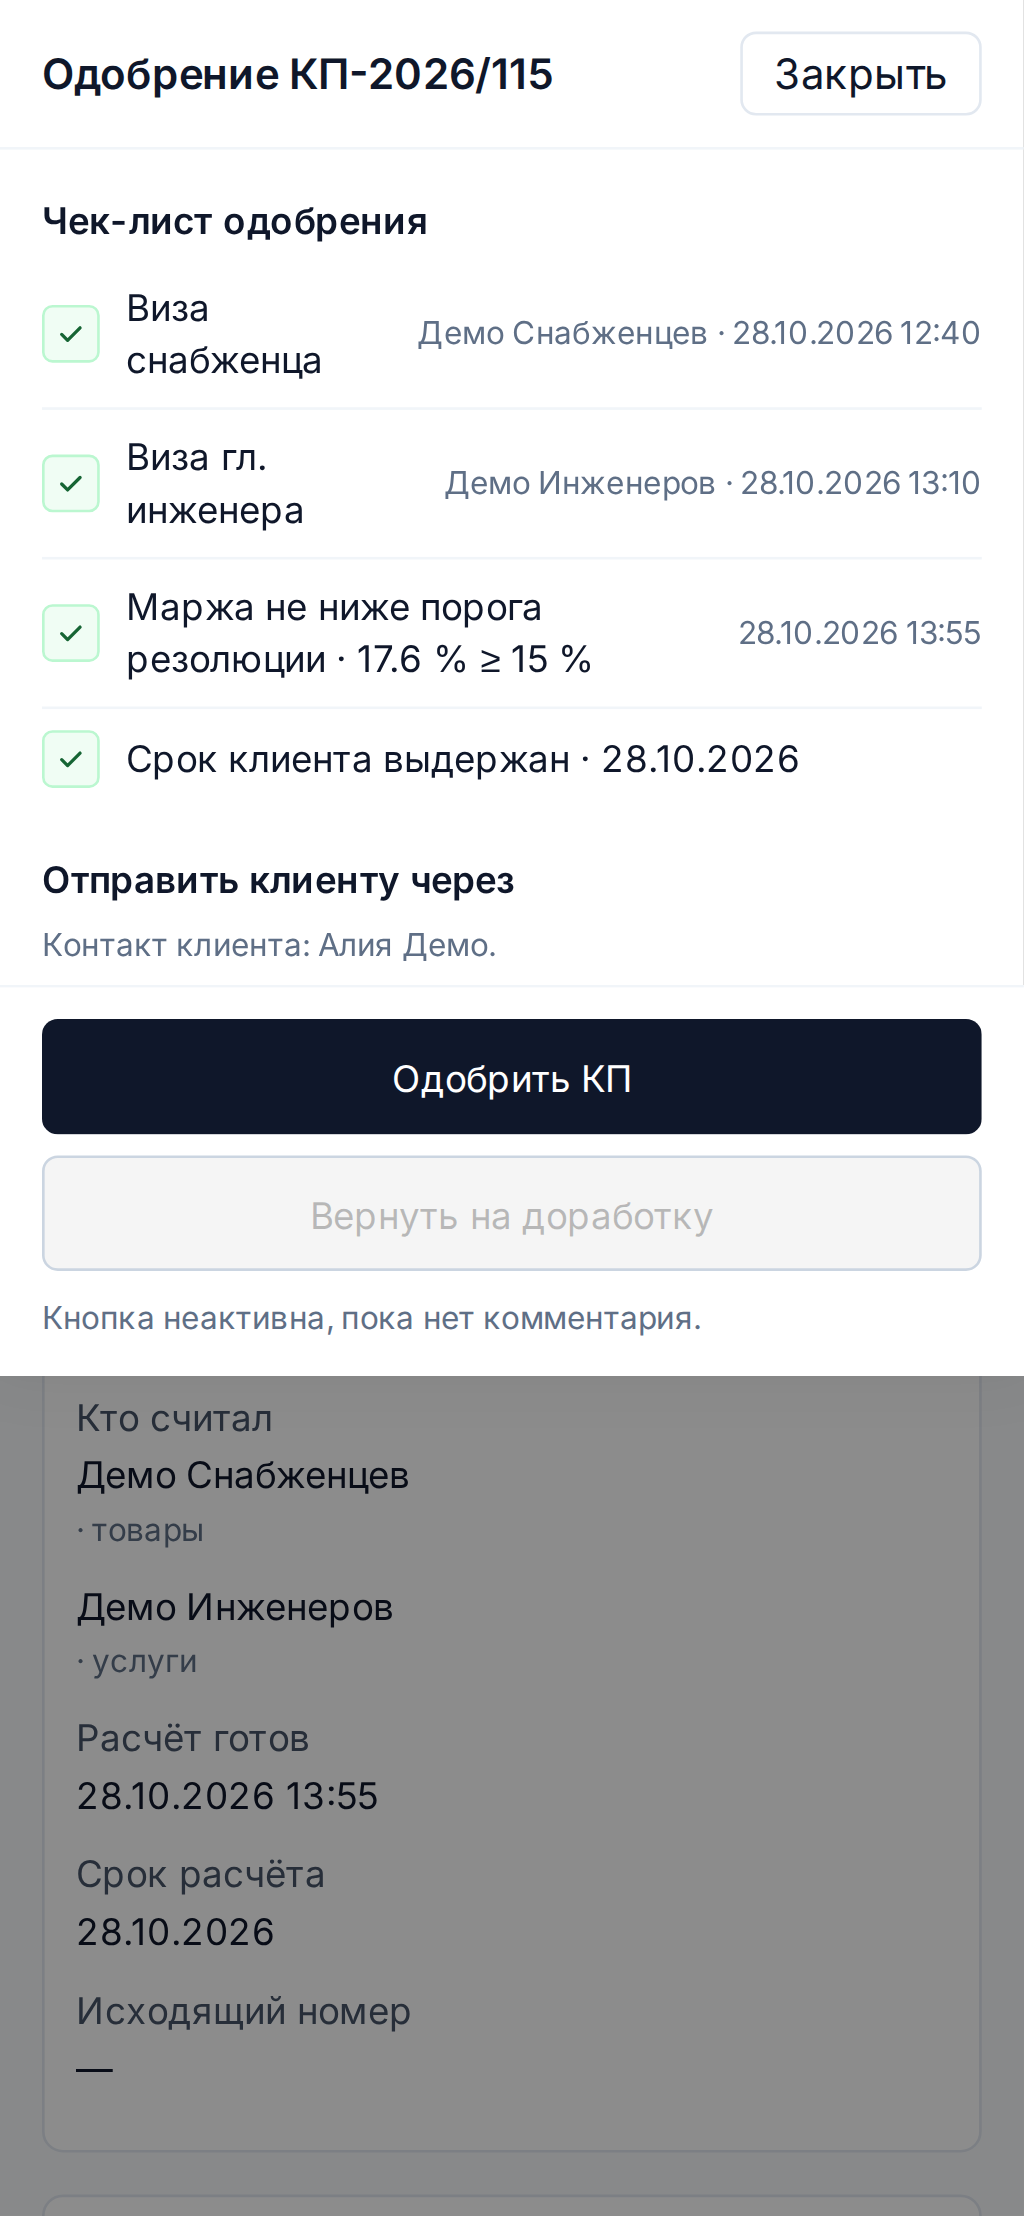 Одобрение КП-2026/115
Закрыть
Чек-лист одобрения
Виза
снабженца
Демо Снабженцев · 28.10.2026 12:40
Виза гл.
инженера
Демо Инженеров · 28.10.2026 13:10
Маржа не ниже порога
резолюции · 17.6 % ≥ 15 %
28.10.2026 13:55
Срок клиента выдержан · 28.10.2026
Отправить клиенту через
Контакт клиента: Алия Демо.
Одобрить КП
Вернуть на доработку
Кнопка неактивна, пока нет комментария.
Кто считал
Демо Снабженцев
· товары
Демо Инженеров
· услуги
Расчёт готов
28.10.2026 13:55
Срок расчёта
28.10.2026
Исходящий номер
—